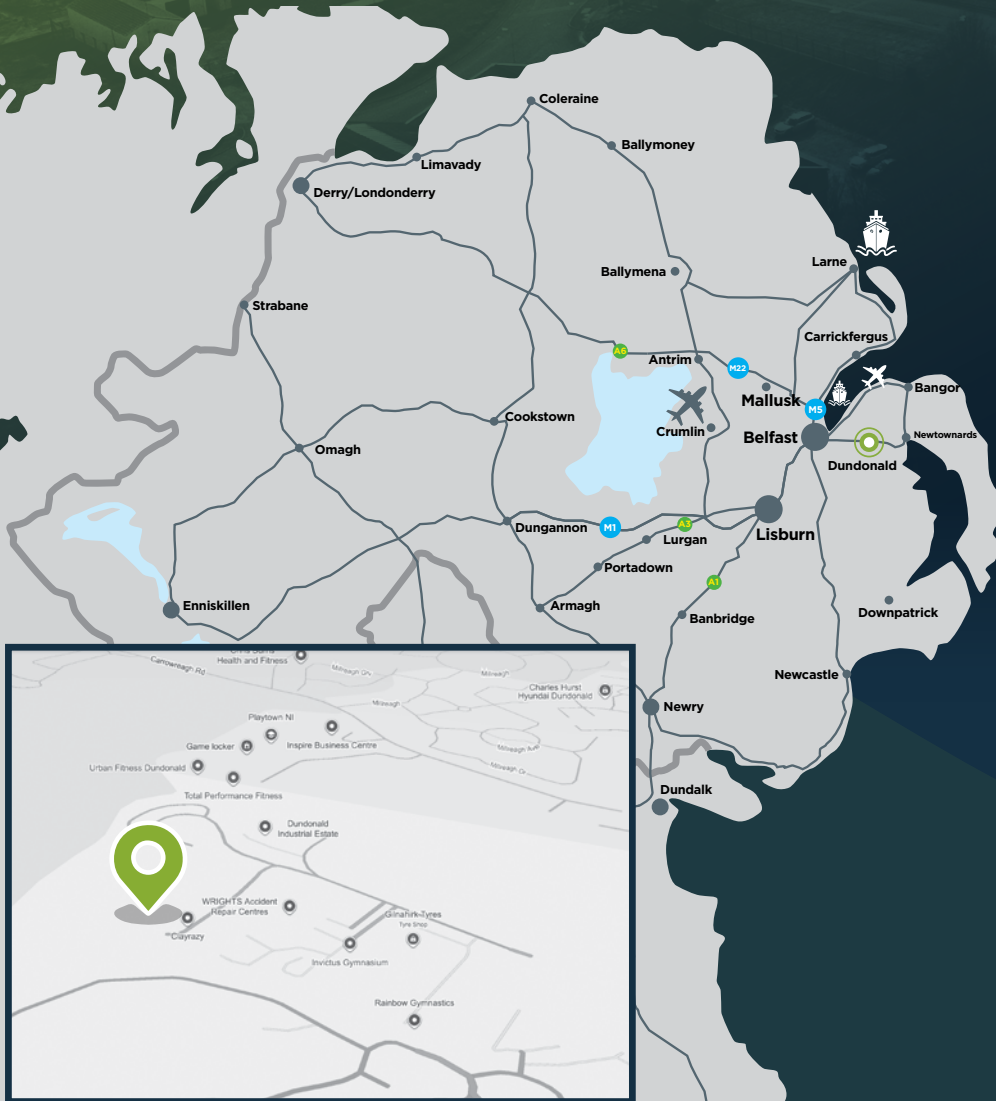 Coleraine
Ballymoney
Limavady
Derry/Londonderry
Larne
Ballymena
Strabane
Carrickfergus
A6
Antrim
M22
Bangor
Mallusk
M5
Cookstown
Crumlin
Belfast
Newtownards
Omagh
Dundonald
Dungannon
M1
A3
Lurgan
Lisburn
Portadown
A1
Enniskillen
Armagh
Banbridge
Downpatrick
Newcastle
Newry
Dundalk
Carrowreagh Rd
Health and Fitness
Charles Hurst
Hyundai Dundonald
Playtown NI
Game locker
Inspire Business Centre
Urban Fitness Dundonald
Total Performance Fitness
Dundonald
Industrial Estate
WRIGHTS Accident
Repair Centres
Clayrazy
Gilnahirk Tyres
Tyre Shop
Invictus Gymnasium
Rainbow Gymnastics